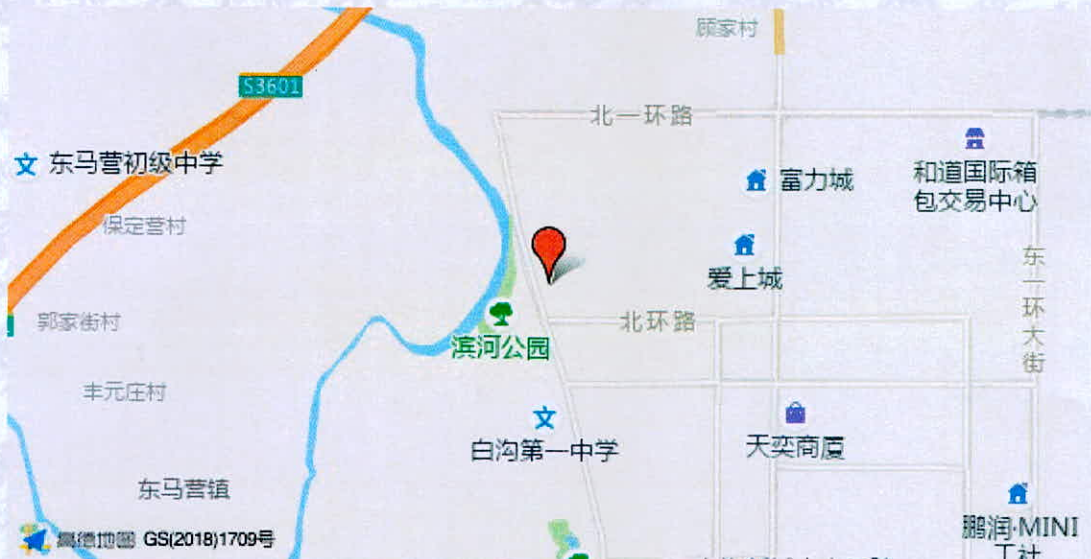 顾家村
S3601
北一环路
东马营初级中学
富力城
和道国际箱
包交易中心
保定营村
爱上城
东一环大街
郭家街村
北环路
滨河公园
丰元庄村
白沟第一中学
天奕商厦
东马营镇
鹏润·MINI
工社
高德地图 GS(2018)1709号